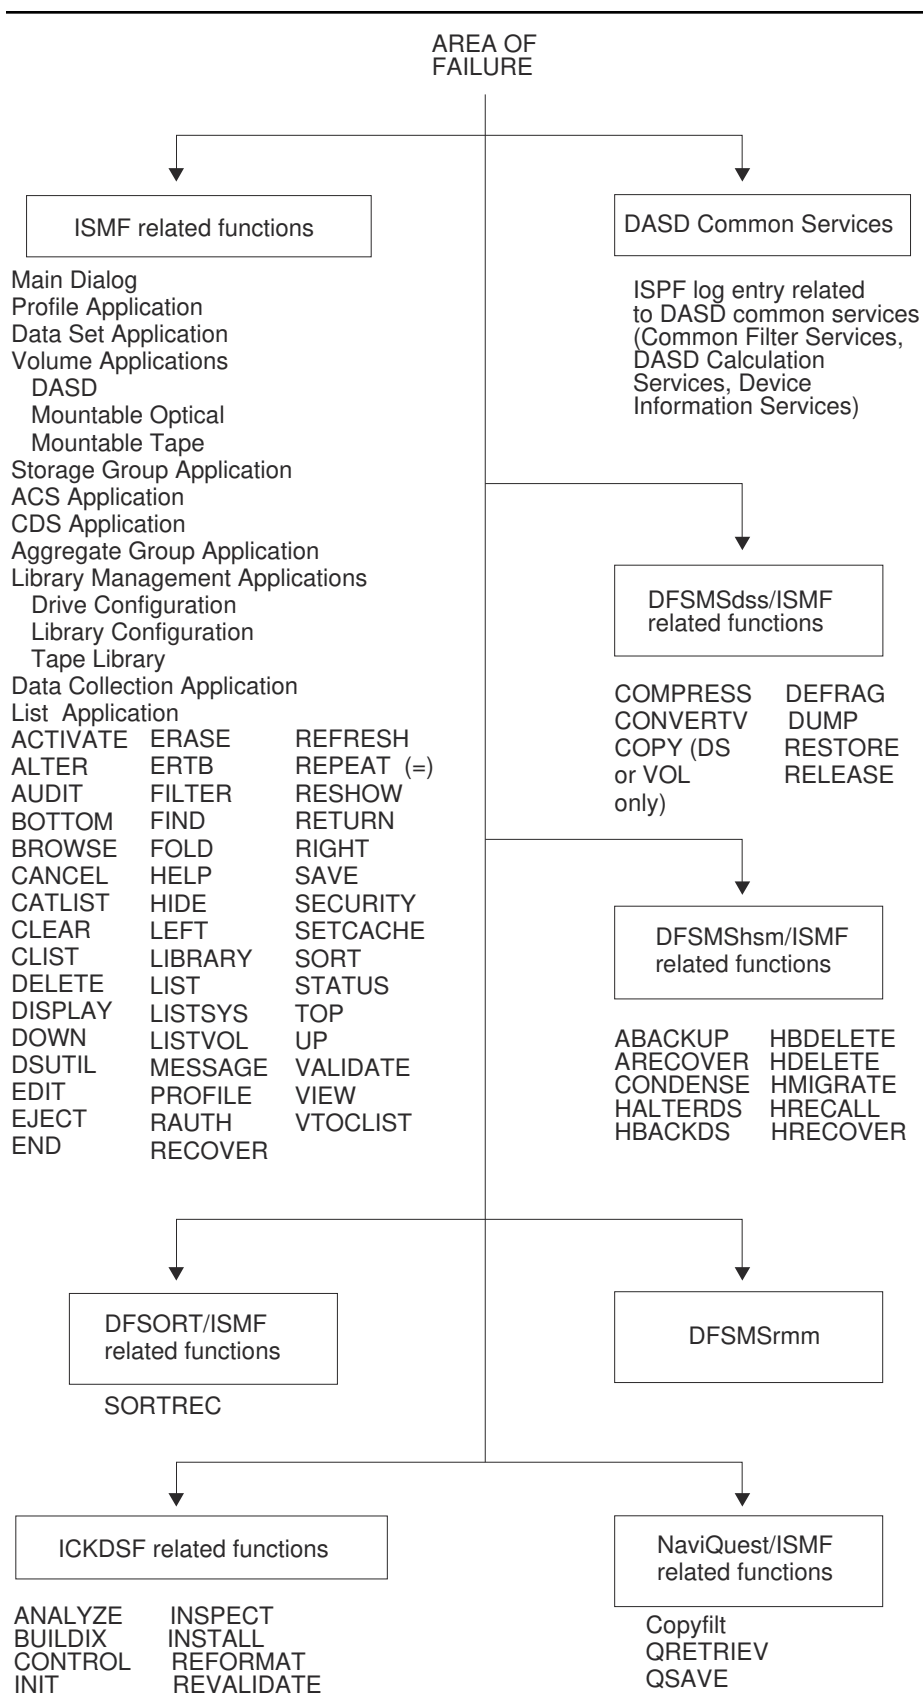 AREA OF
FAILURE
ISMF related functions
Main Dialog
Profile Application
Data Set Application
Volume Applications
DASD
Mountable Optical
Mountable Tape
Storage Group Application
ACS Application
CDS Application
Aggregate Group Application
Library Management Applications
Drive Configuration
Library Configuration
Tape Library
Data Collection Application
List Application
ACTIVATE ERASE REFRESH
ALTER ERTB REPEAT (=)
AUDIT FILTER RESHOW
BOTTOM FIND RETURN
BROWSE FOLD RIGHT
CANCEL HELP SAVE
CATLIST HIDE SECURITY
CLEAR LEFT SETCACHE
CLIST LIBRARY SORT
DELETE LIST STATUS
DISPLAY LISTSYS TOP
DOWN LISTVOL UP
DSUTIL MESSAGE VALIDATE
EDIT PROFILE VIEW
EJECT RAUTH VTOCLIST
END RECOVER
DASD Common Services
ISPF log entry related
to DASD common services
(Common Filter Services,
DASD Calculation
Services, Device
Information Services)
DFSMSdss/ISMF
related functions
COMPRESS DEFRAG
CONVERTV DUMP
COPY (DS RESTORE
or VOL RELEASE
only)
DFSMShsm/ISMF
related functions
ABACKUP HBDELETE
ARECOVER HDELETE
CONDENSE HMIGRATE
HALTERDS HRECALL
HBACKDS HRECOVER
DFSORT/ISMF
related functions
SORTREC
DFSMSrmm
ICKDSF related functions
ANALYZE INSPECT
BUILDIX INSTALL
CONTROL REFORMAT
INIT REVALIDATE
NaviQuest/ISMF
related functions
Copyfilt
QRETRIEV
QSAVE